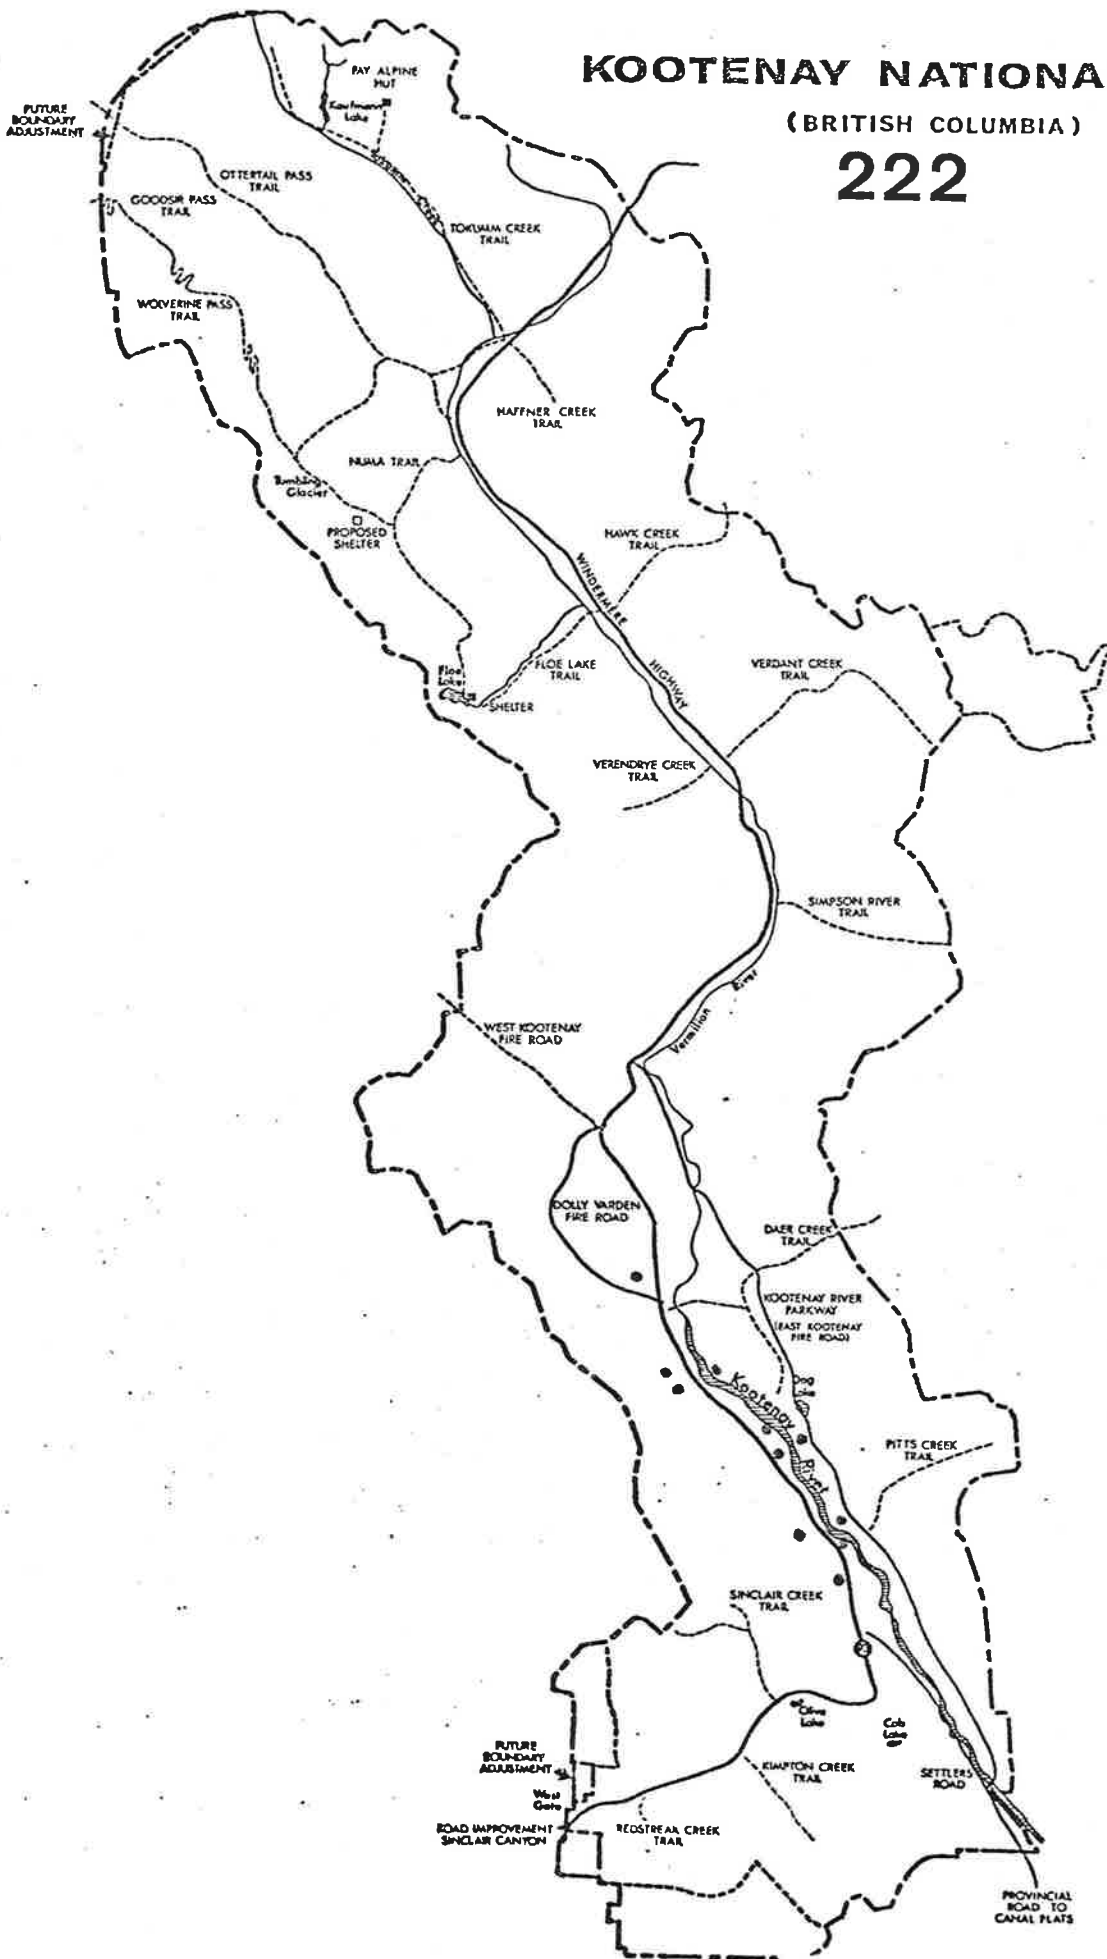 KOOTENAY NATIONA
(BRITISH COLUMBIA)
222
FAY ALPINE
HUT
Kaufmann
Lake
FUTURE
BOUNDARY
ADJUSTMENT
OTTERTAIL PASS
TRAIL
GOODSIR PASS
TRAIL
TOKUMM CREEK
TRAIL
WOLVERINE PASS
TRAIL
HAFFNER CREEK
TRAIL
NUMA TRAIL
Tumbling
Glacier
PROPOSED
SHELTER
HAWK CREEK
TRAIL
WINDERMERE
HIGHWAY
FLOE LAKE
TRAIL
Floe
Lake
SHELTER
VERDANT CREEK
TRAIL
VERENDRYE CREEK
TRAIL
SIMPSON RIVER
TRAIL
Vermilion River
WEST KOOTENAY
FIRE ROAD
DOLLY VARDEN
FIRE ROAD
DAER CREEK
TRAIL
KOOTENAY RIVER
PARKWAY
(EAST KOOTENAY
FIRE ROAD)
Dog
Lake
Kootenay
River
PITTS CREEK
TRAIL
SINCLAIR CREEK
TRAIL
Olive
Lake
Cob
Lake
FUTURE
BOUNDARY
ADJUSTMENT
West
Gate
KIMPTON CREEK
TRAIL
SETTLERS
ROAD
ROAD IMPROVEMENT
SINCLAIR CANYON
REDSTREAK CREEK
TRAIL
PROVINCIAL
ROAD TO
CANAL FLATS